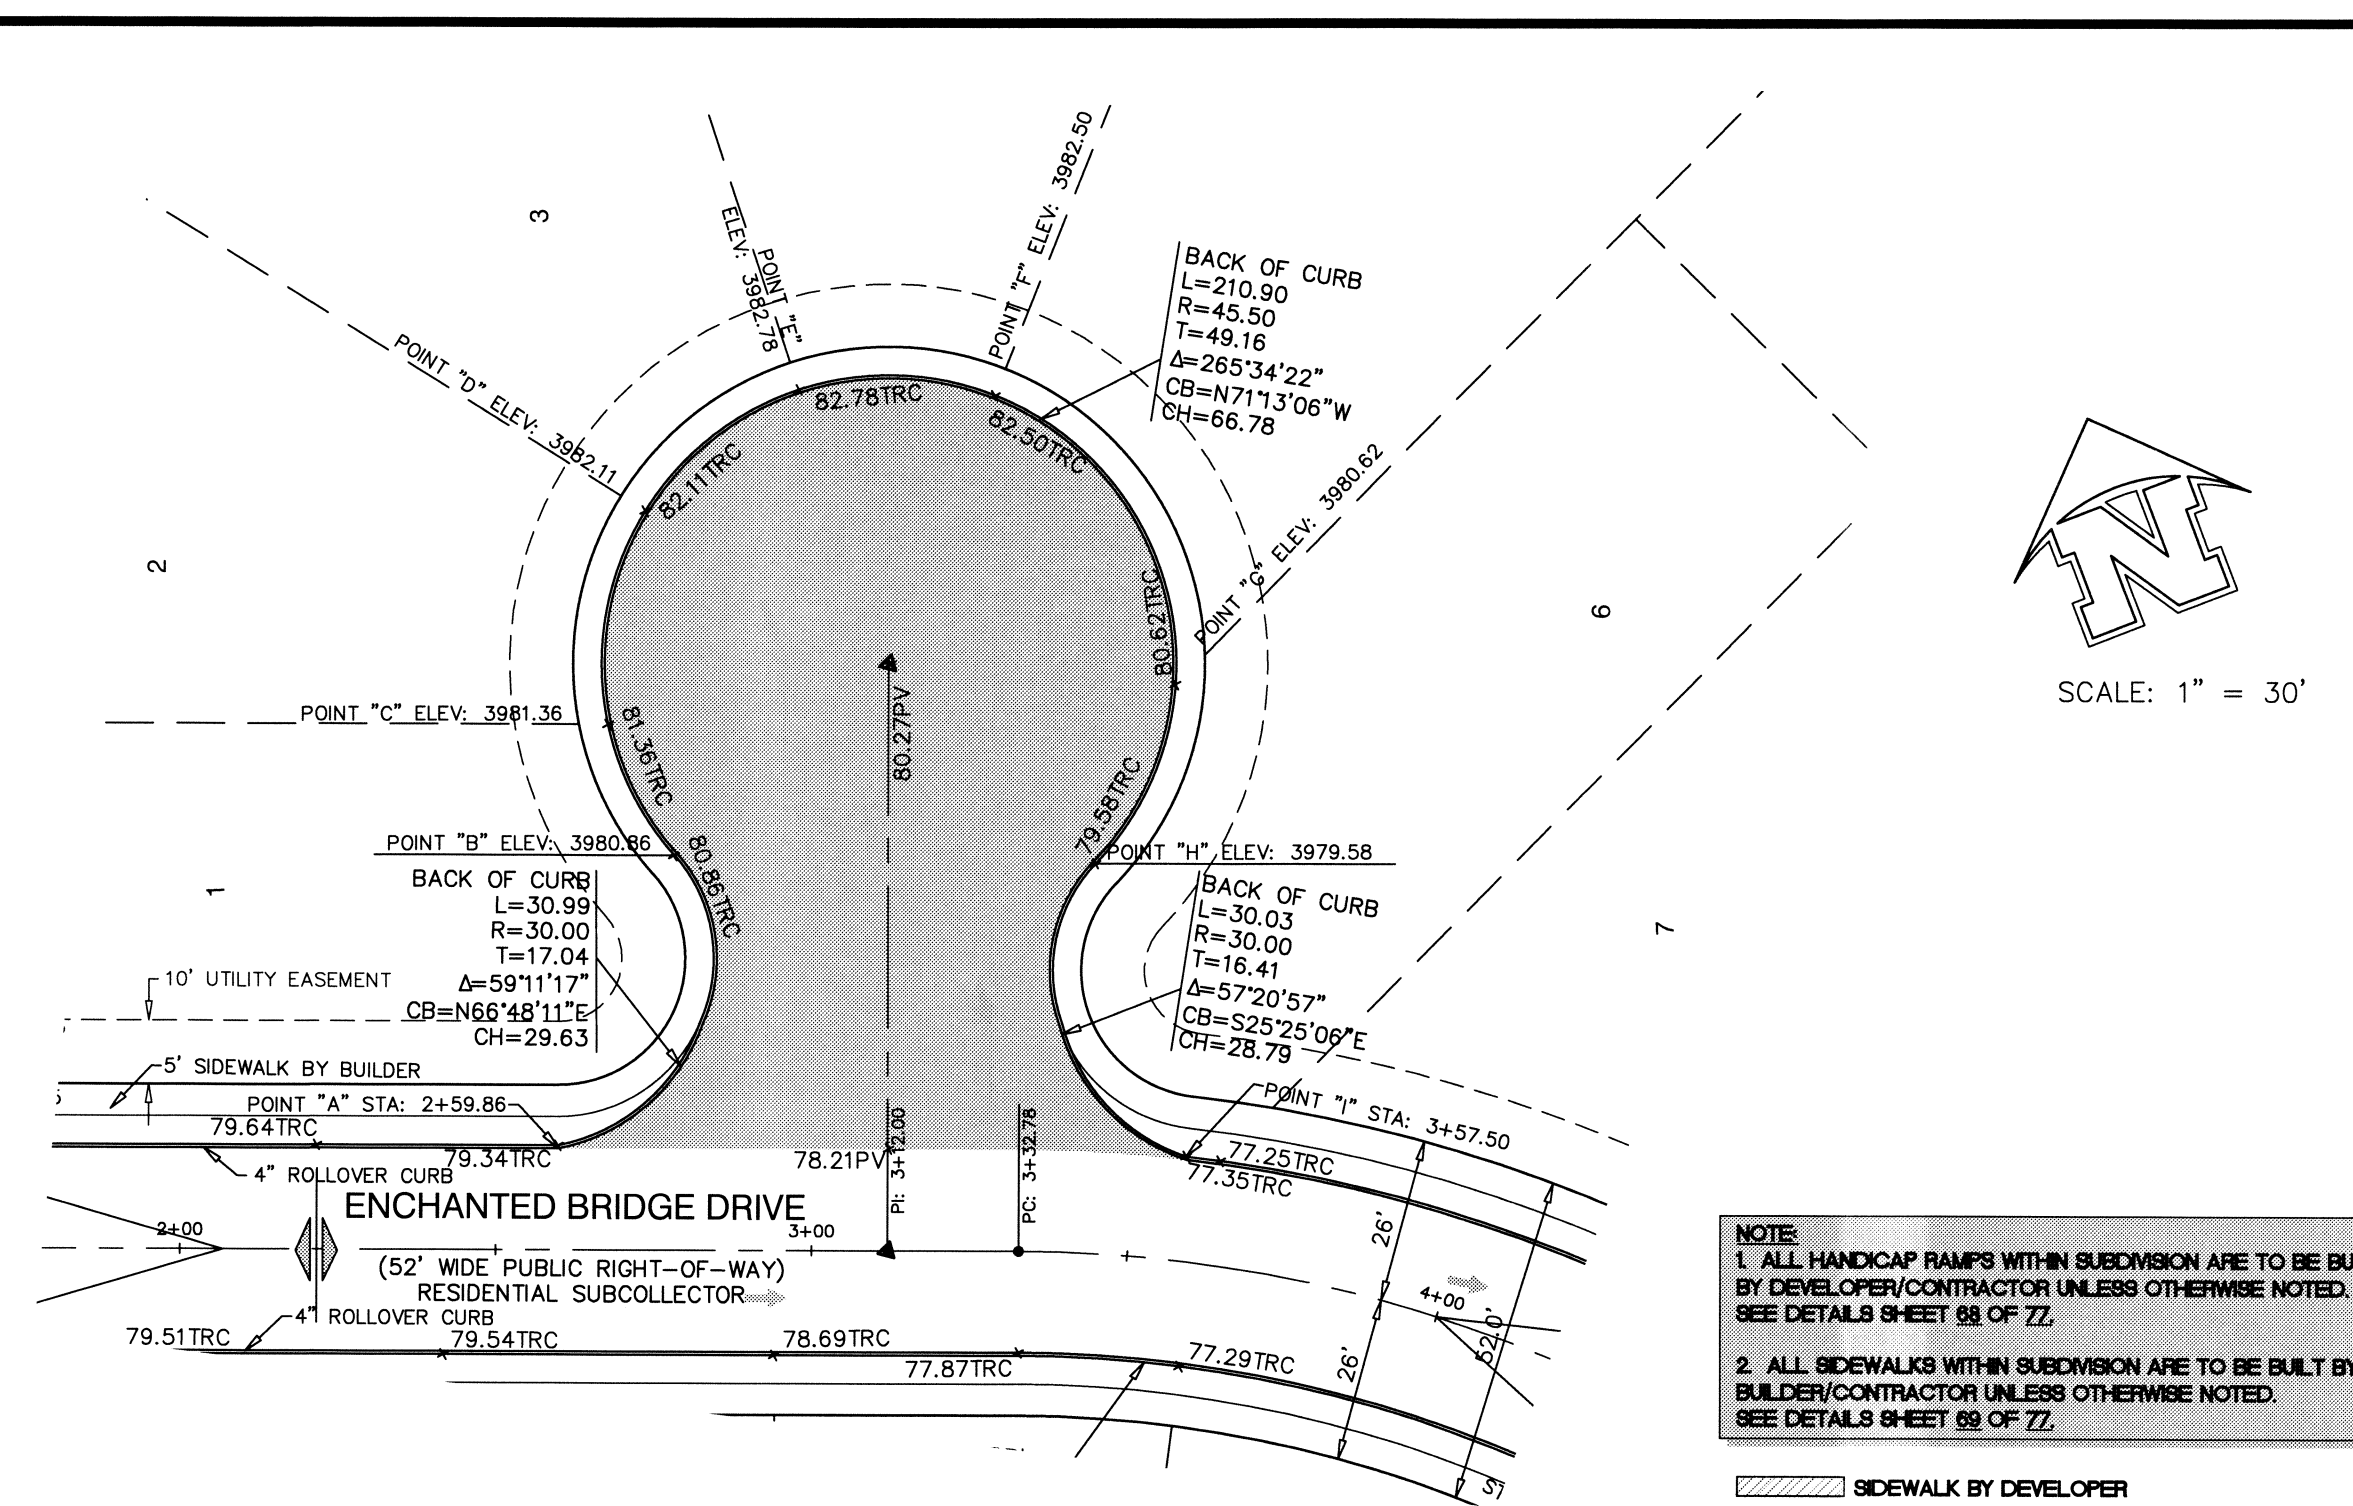 3
2
1
6
7
POINT "D" ELEV: 3982.11
POINT "E"
ELEV: 3982.78
POINT "F" ELEV: 3982.50
BACK OF CURB
L=210.90
R=45.50
T=49.16
Δ=265°34'22"
CB=N71°13'06"W
CH=66.78
82.78TRC
82.50TRC
82.11TRC
POINT "G" ELEV: 3980.62
80.62TRC
N
SCALE: 1" = 30'
POINT "C" ELEV: 3981.36
81.36TRC
80.27PV
79.58TRC
POINT "B" ELEV: 3980.86
80.86TRC
POINT "H" ELEV: 3979.58
BACK OF CURB
L=30.99
R=30.00
T=17.04
Δ=59°11'17"
CB=N66°48'11"E
CH=29.63
BACK OF CURB
L=30.03
R=30.00
T=16.41
Δ=57°20'57"
CB=S25°25'06"E
CH=28.79
10' UTILITY EASEMENT
5' SIDEWALK BY BUILDER
POINT "A" STA: 2+59.86
POINT "I" STA: 3+57.50
79.64TRC
79.34TRC
78.21PV
PI: 3+12.00
PC: 3+32.78
77.25TRC
77.35TRC
4" ROLLOVER CURB
ENCHANTED BRIDGE DRIVE
2+00
3+00
4+00
(52' WIDE PUBLIC RIGHT-OF-WAY)
RESIDENTIAL SUBCOLLECTOR
4" ROLLOVER CURB
79.51TRC
79.54TRC
78.69TRC
77.87TRC
77.29TRC
26'
26'
52.0'
NOTE:
1. ALL HANDICAP RAMPS WITHIN SUBDIVISION ARE TO BE BU
BY DEVELOPER/CONTRACTOR UNLESS OTHERWISE NOTED.
SEE DETAILS SHEET 68 OF 77.
2. ALL SIDEWALKS WITHIN SUBDIVISION ARE TO BE BUILT BY
BUILDER/CONTRACTOR UNLESS OTHERWISE NOTED.
SEE DETAILS SHEET 69 OF 77.
SIDEWALK BY DEVELOPER